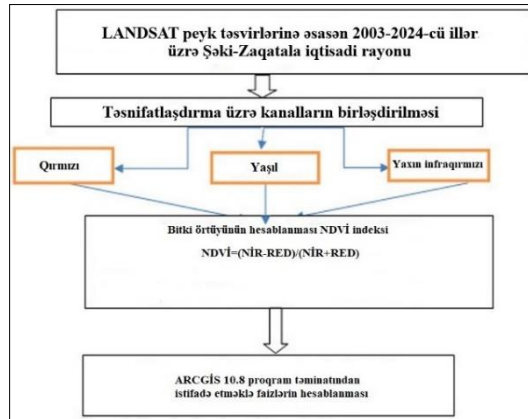 LANDSAT peyk təsvirlərinə əsasən 2003-2024-cü illər
üzrə Şəki-Zaqatala iqtisadi rayonu
Təsnifatlaşdırma üzrə kanalların birləşdirilməsi
Qırmızı
Yaşıl
Yaxın infraqırmızı
Bitki örtüyünün hesablanması NDVİ indeksi
NDVİ=(NİR-RED)/(NİR+RED)
ARCGİS 10.8 proqram təminatından
istifadə etməklə faizlərin hesablanması